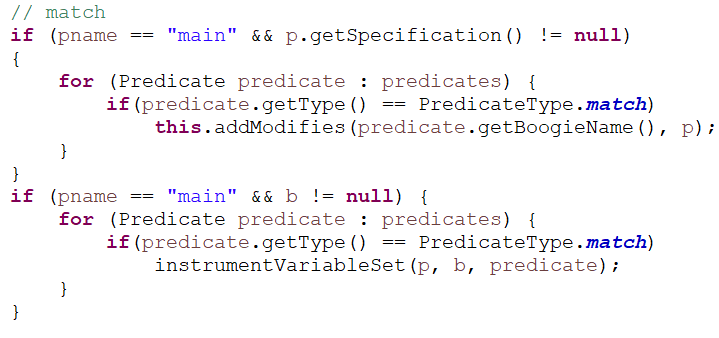 // match
if (pname == "main" && p.getSpecification() != null)
{
    for (Predicate predicate : predicates) {
        if(predicate.getType() == PredicateType.match)
            this.addModifies(predicate.getBoogieName(), p);
    }
}
if (pname == "main" && b != null) {
    for (Predicate predicate : predicates) {
        if(predicate.getType() == PredicateType.match)
            instrumentVariableSet(p, b, predicate);
    }
}